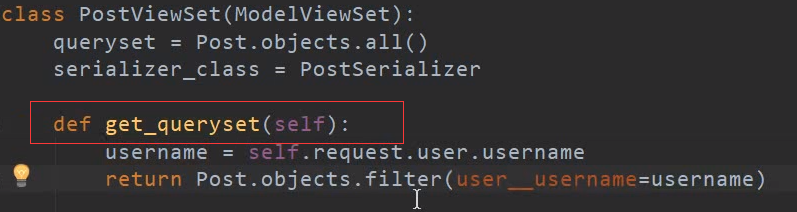 class PostViewSet(ModelViewSet):
    queryset = Post.objects.all()
    serializer_class = PostSerializer
    def get_queryset(self):
        username = self.request.user.username
        return Post.objects.filter(user__username=username)